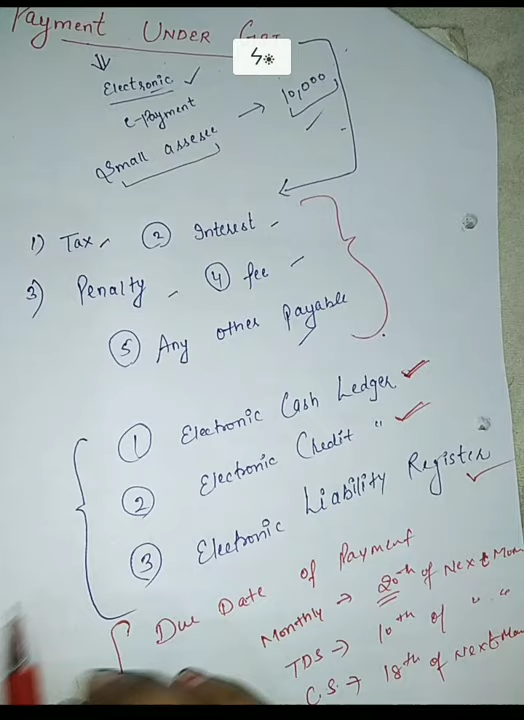 Payment UNDER GST
Electronic ✓
e-Payment
Small assesee → 10,000
1) Tax ② Interest
3) Penalty ④ fee
⑤ Any other payable
① Electronic Cash Ledger ✓
② Electronic Credit " ✓
③ Electronic Liability Register ✓
Due Date of Payment
Monthly → 20th of Next Mon
TDS → 10th of " "
C.S. → 18th of Next Mon